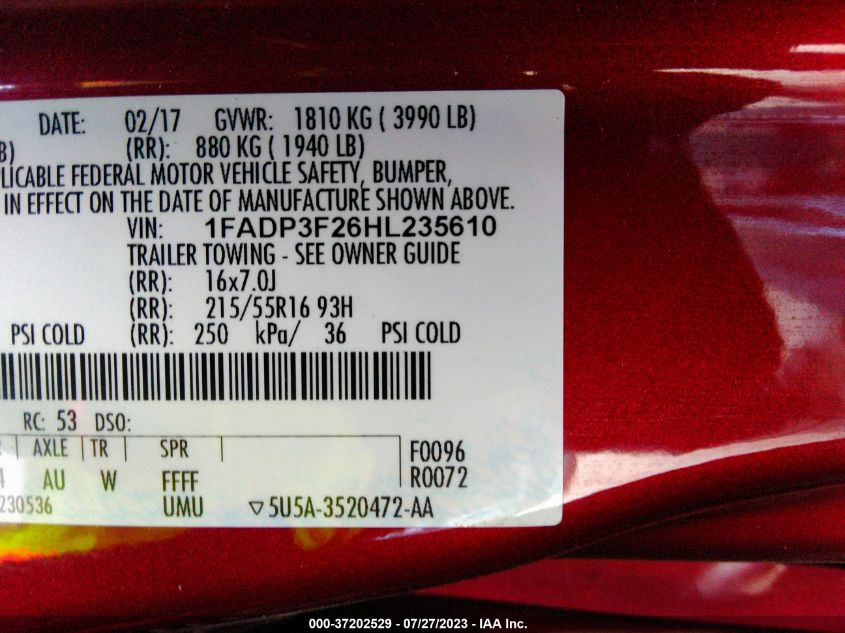 DATE: 02/17 GVWR: 1810 KG ( 3990 LB)
B) (RR): 880 KG ( 1940 LB)
LICABLE FEDERAL MOTOR VEHICLE SAFETY, BUMPER,
IN EFFECT ON THE DATE OF MANUFACTURE SHOWN ABOVE.
VIN: 1FADP3F26HL235610
TRAILER TOWING - SEE OWNER GUIDE
(RR): 16x7.0J
(RR): 215/55R16 93H
PSI COLD (RR): 250 kPa/ 36 PSI COLD
RC: 53 DSO:
AXLE TR SPR F0096
AU W FFFF R0072
230536 UMU ▽5U5A-3520472-AA
000-37202529 - 07/27/2023 - IAA Inc.